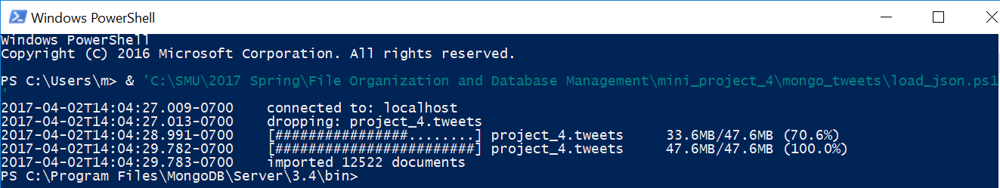 Windows PowerShell
Windows PowerShell
Copyright (C) 2016 Microsoft Corporation. All rights reserved.
PS C:\Users\m> & 'C:\SMU\2017 Spring\File Organization and Database Management\mini_project_4\mongo_tweets\load_json.ps1
'
2017-04-02T14:04:27.009-0700    connected to: localhost
2017-04-02T14:04:27.013-0700    dropping: project_4.tweets
2017-04-02T14:04:28.991-0700    [################........] project_4.tweets     33.6MB/47.6MB (70.6%)
2017-04-02T14:04:29.782-0700    [########################] project_4.tweets     47.6MB/47.6MB (100.0%)
2017-04-02T14:04:29.783-0700    imported 12522 documents
PS C:\Program Files\MongoDB\Server\3.4\bin>